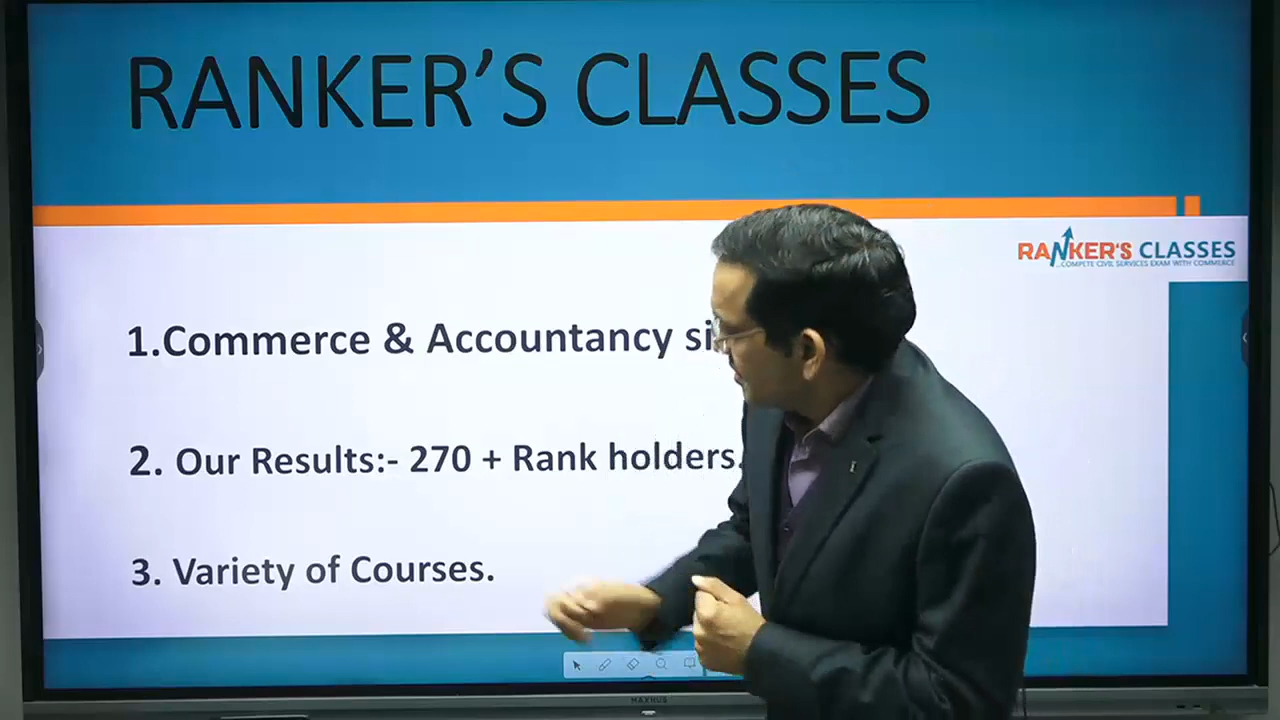 RANKER'S CLASSES
RANKER'S CLASSES
...COMPETE CIVIL SERVICES EXAM WITH COMMERCE
1.Commerce & Accountancy
2. Our Results:- 270 + Rank holders.
3. Variety of Courses.
MAXHUB